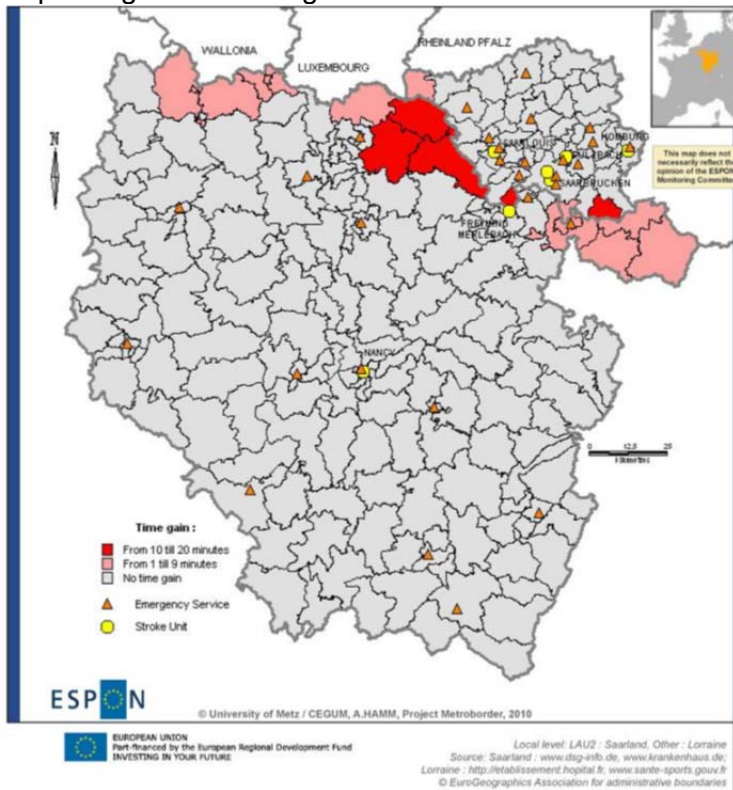 WALLONIA
LUXEMBOURG
RHEINLAND PFALZ
N
HOMBURG
SAARBRUCKEN
This map does not
necessarily reflect the
opinion of the ESPON
Monitoring Committee
NANCY
0 12,5 25
Kilometres
Time gain :
From 10 till 20 minutes
From 1 till 9 minutes
No time gain
Emergency Service
Stroke Unit
ESPON
© University of Metz / CEGUM, A.HAMM, Project Metroborder, 2010
EUROPEAN UNION
Part-financed by the European Regional Development Fund
INVESTING IN YOUR FUTURE
Local level: LAU2 : Saarland, Other : Lorraine
Source: Saarland : www.dsg-info.de, www.krankenhaus.de;
Lorraine : http://etablissement.hopital.fr, www.sante-sports.gouv.fr
© EuroGeographics Association for administrative boundaries